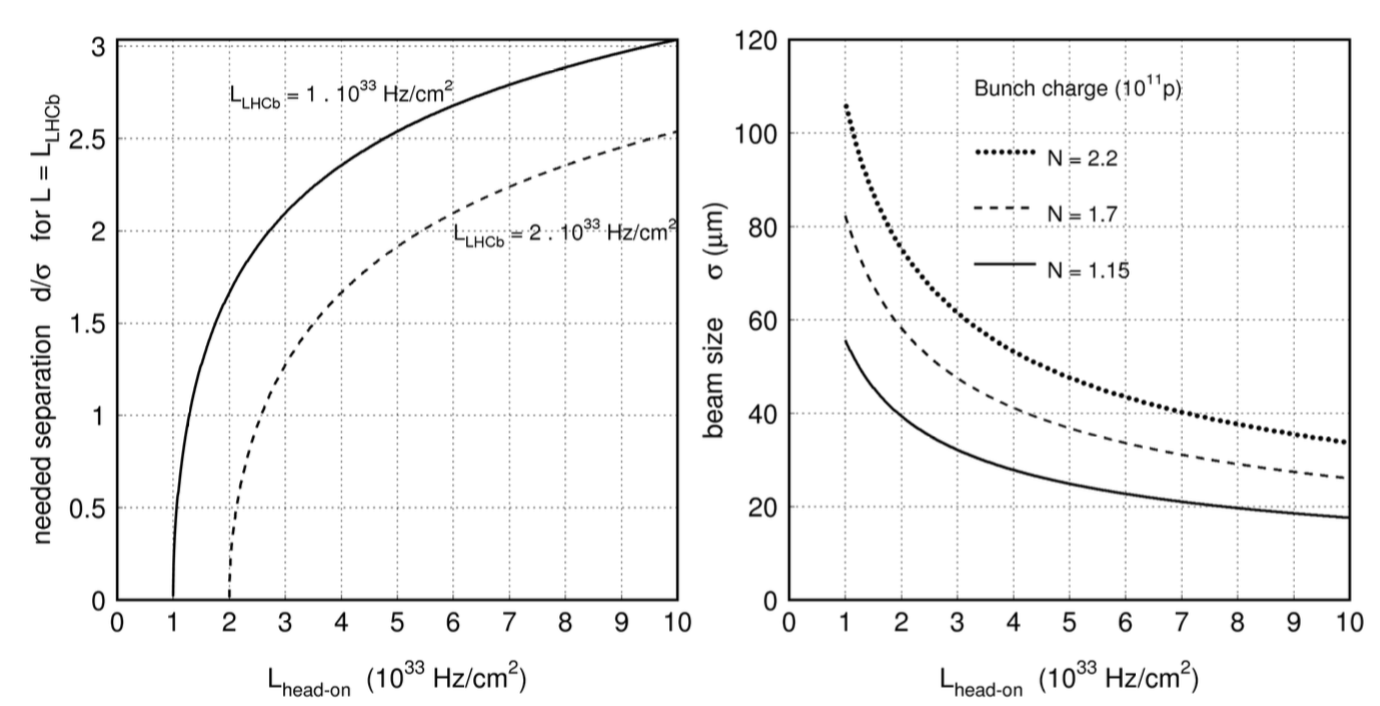 needed separation d/σ for L = L_LHCb
3
2.5
2
1.5
1
0.5
0
L_LHCb = 1 . 10^33 Hz/cm^2
L_LHCb = 2 . 10^33 Hz/cm^2
0 1 2 3 4 5 6 7 8 9 10
L_head-on (10^33 Hz/cm^2)
beam size σ (μm)
120
100
80
60
40
20
0
Bunch charge (10^11p)
N = 2.2
N = 1.7
N = 1.15
0 1 2 3 4 5 6 7 8 9 10
L_head-on (10^33 Hz/cm^2)